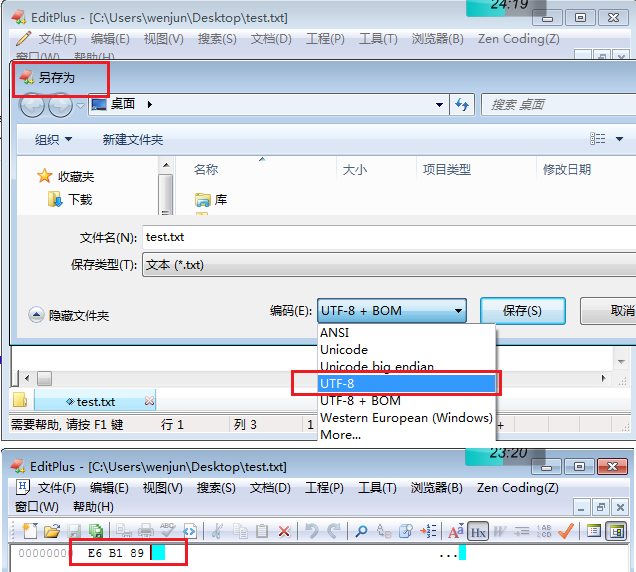 24:19
EditPlus - [C:\Users\wenjun\Desktop\test.txt]
文件(F) 编辑(E) 视图(V) 搜索(S) 文档(D) 工程(P) 工具(T) 浏览器(B) Zen Coding(Z)
窗口(W) 帮助(H)
另存为
桌面
搜索 桌面
组织 新建文件夹
收藏夹
下载
名称 大小 项目类型 修改日期
库
文件名(N): test.txt
保存类型(T): 文本 (*.txt)
隐藏文件夹
编码(E): UTF-8 + BOM 保存(S) 取消
ANSI
Unicode
Unicode big endian
UTF-8
UTF-8 + BOM
Western European (Windows)
More...
test.txt
需要帮助, 请按 F1 键 行 1 列 3 1 +
23:20
EditPlus - [C:\Users\wenjun\Desktop\test.txt]
文件(F) 编辑(E) 视图(V) 搜索(S) 文档(D) 工程(P) 工具(T) 浏览器(B) Zen Coding(Z)
窗口(W) 帮助(H)
Hx W
00000000 E6 B1 89 ...